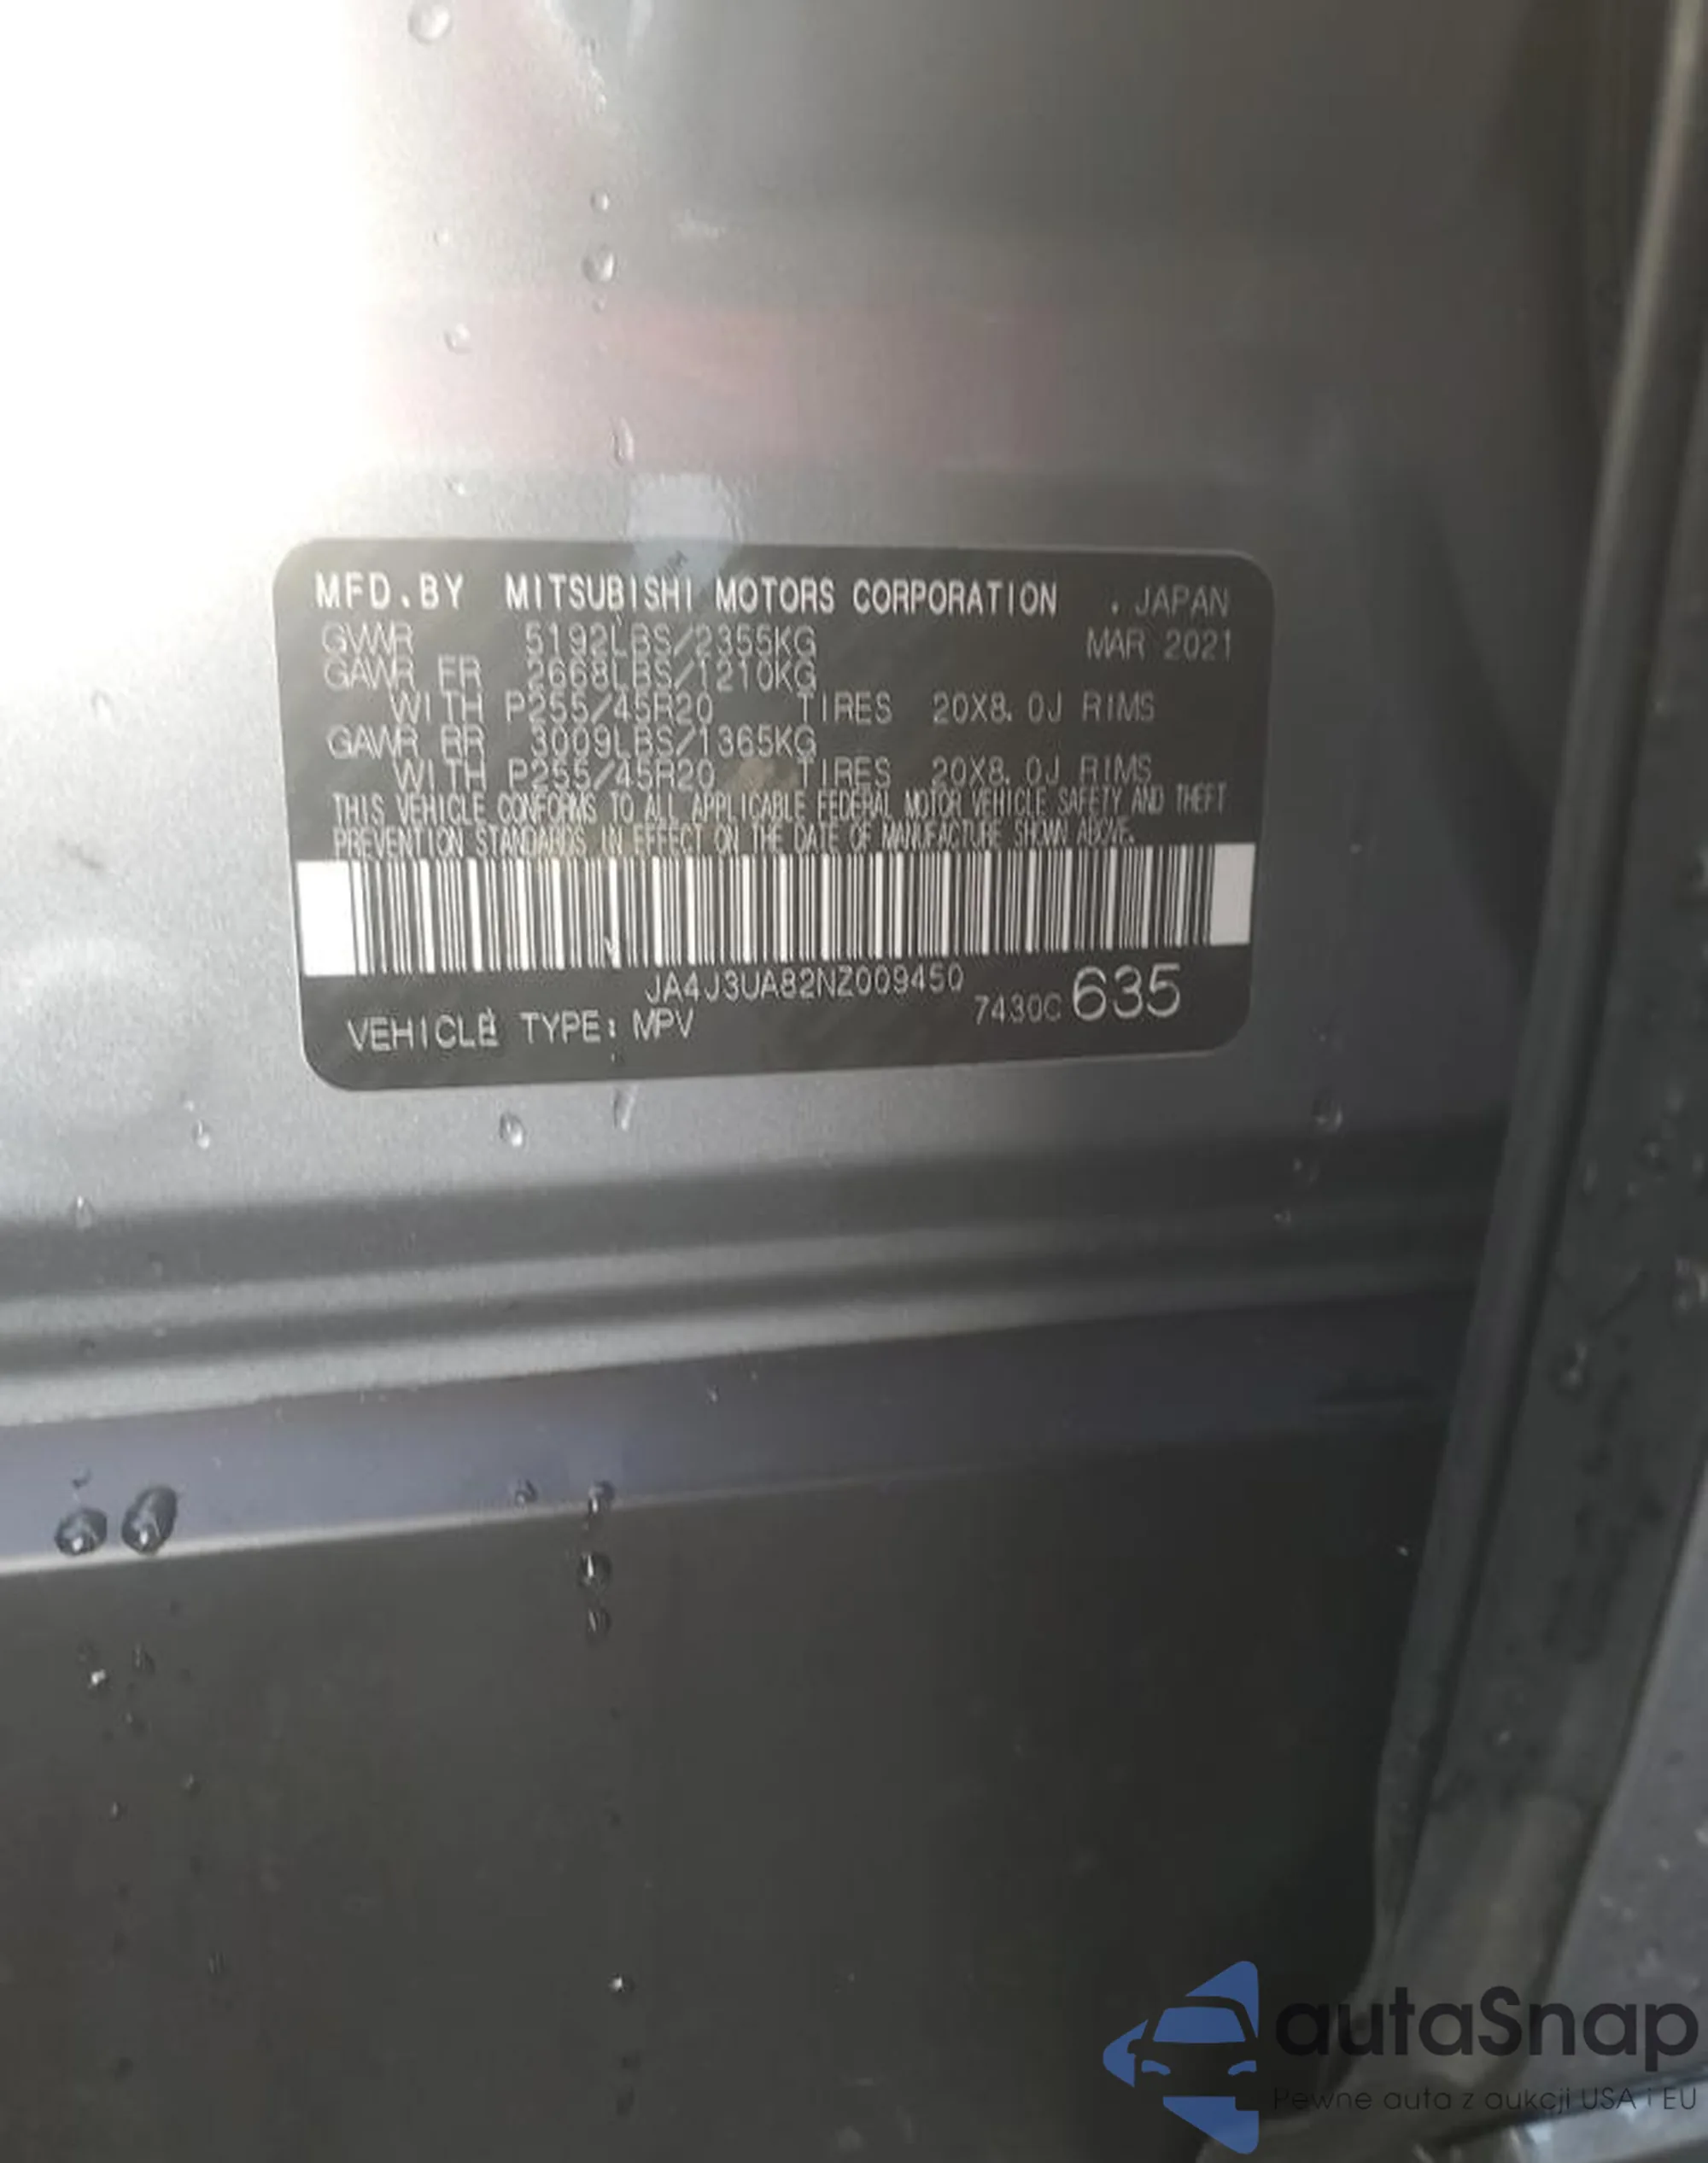 MFD.BY MITSUBISHI MOTORS CORPORATION . JAPAN
GVWR 5192LBS/2355KG MAR 2021
GAWR FR 2668LBS/1210KG
WITH P255/45R20 TIRES 20X8.0J RIMS
GAWR RR 3009LBS/1365KG
WITH P255/45R20 TIRES 20X8.0J RIMS
THIS VEHICLE CONFORMS TO ALL APPLICABLE FEDERAL MOTOR VEHICLE SAFETY AND THEFT
PREVENTION STANDARDS IN EFFECT ON THE DATE OF MANUFACTURE SHOWN ABOVE.
JA4J3UA82NZ009450
VEHICLE TYPE: MPV 7430C 635
autaSnap
Pewne auta z aukcji USA i EU